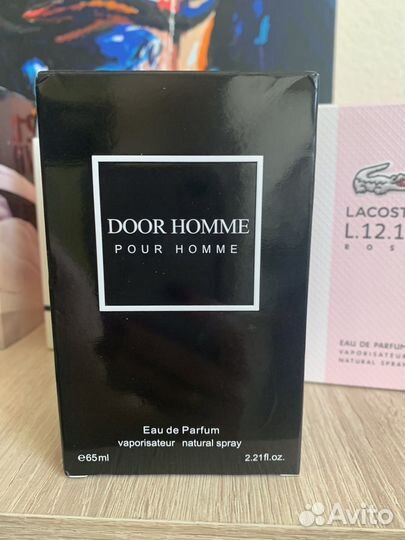 DOOR HOMME
POUR HOMME
Eau de Parfum
vaporisateur natural spray
℮65ml 2.21fl.oz.
LACOST
L.12.1
ROS
EAU DE PARFUM
VAPORISATEUR
NATURAL SPRAY
Avito